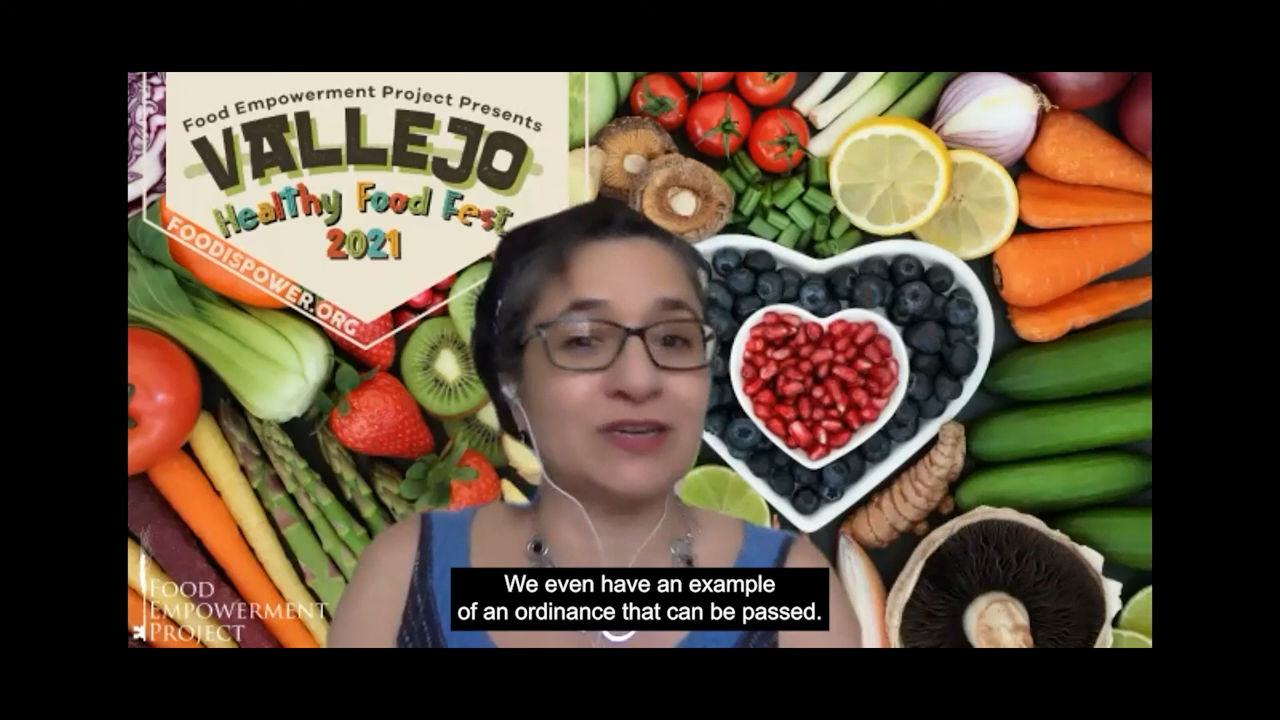 Food Empowerment Project Presents
VALLEJO
Healthy Food Fest
2021
FOODISPOWER.ORG
FOOD
EMPOWERMENT
PROJECT
We even have an example
of an ordinance that can be passed.